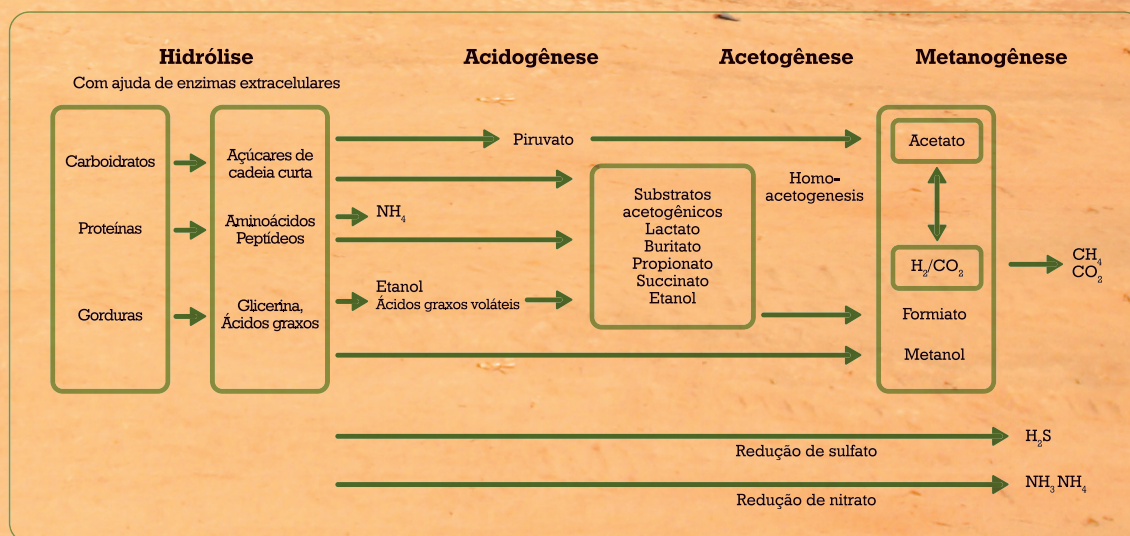 Hidrólise
Acidogênese
Acetogênese
Metanogênese
Com ajuda de enzimas extracelulares
Carboidratos
Açúcares de
cadeia curta
Proteínas
Aminoácidos
Peptídeos
Gorduras
Glicerina,
Ácidos graxos
Piruvato
NH₄
Etanol
Ácidos graxos voláteis
Substratos
acetogênicos
Lactato
Buritato
Propionato
Succinato
Etanol
Homo-
acetogenesis
Acetato
H₂/CO₂
Formiato
Metanol
CH₄
CO₂
Redução de sulfato
H₂S
Redução de nitrato
NH₃ NH₄